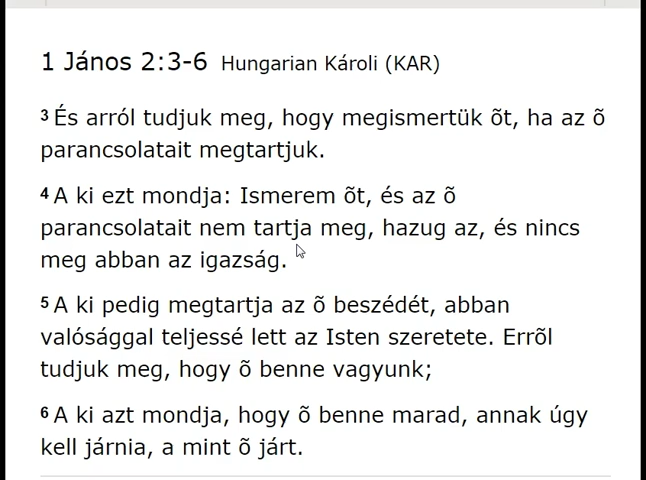 1 János 2:3-6 Hungarian Károli (KAR)
3 És arról tudjuk meg, hogy megismertük õt, ha az õ
parancsolatait megtartjuk.
4 A ki ezt mondja: Ismerem õt, és az õ
parancsolatait nem tartja meg, hazug az, és nincs
meg abban az igazság.
5 A ki pedig megtartja az õ beszédét, abban
valósággal teljessé lett az Isten szeretete. Errõl
tudjuk meg, hogy õ benne vagyunk;
6 A ki azt mondja, hogy õ benne marad, annak úgy
kell járnia, a mint õ járt.